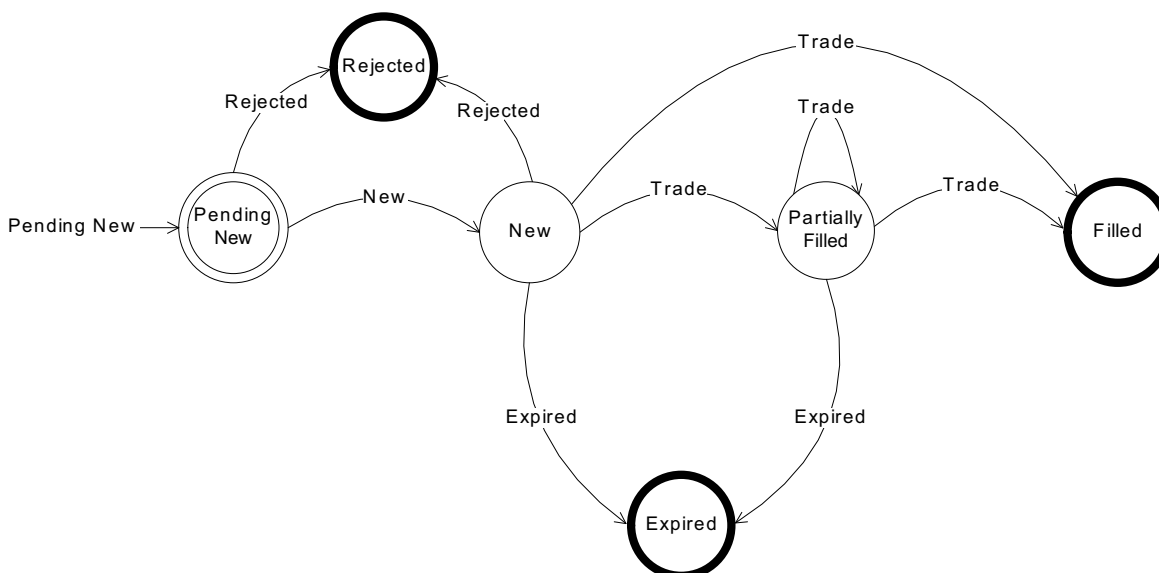 Trade
Rejected
Rejected
Trade
Rejected
New
Trade
Trade
Pending New
Pending
New
New
Partially
Filled
Filled
Expired
Expired
Expired